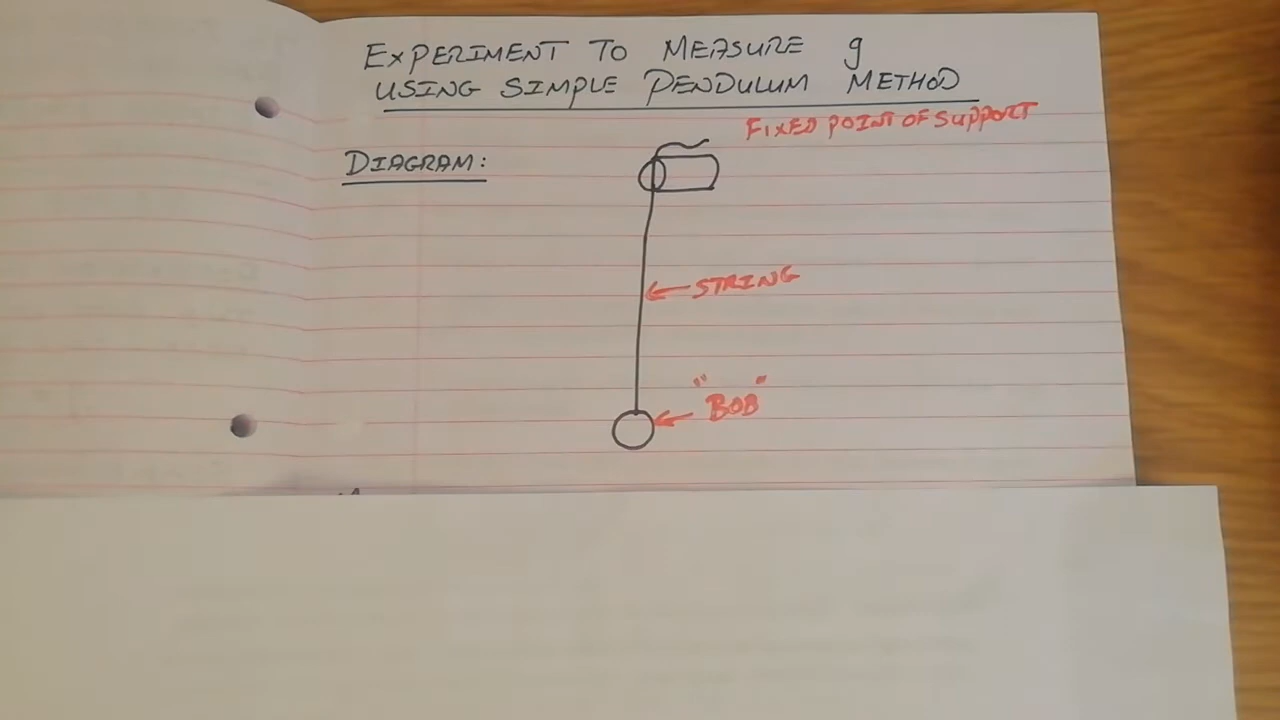 EXPERIMENT TO MEASURE g
USING SIMPLE PENDULUM METHOD
FIXED POINT OF SUPPORT
DIAGRAM:
STRING
"BOB"